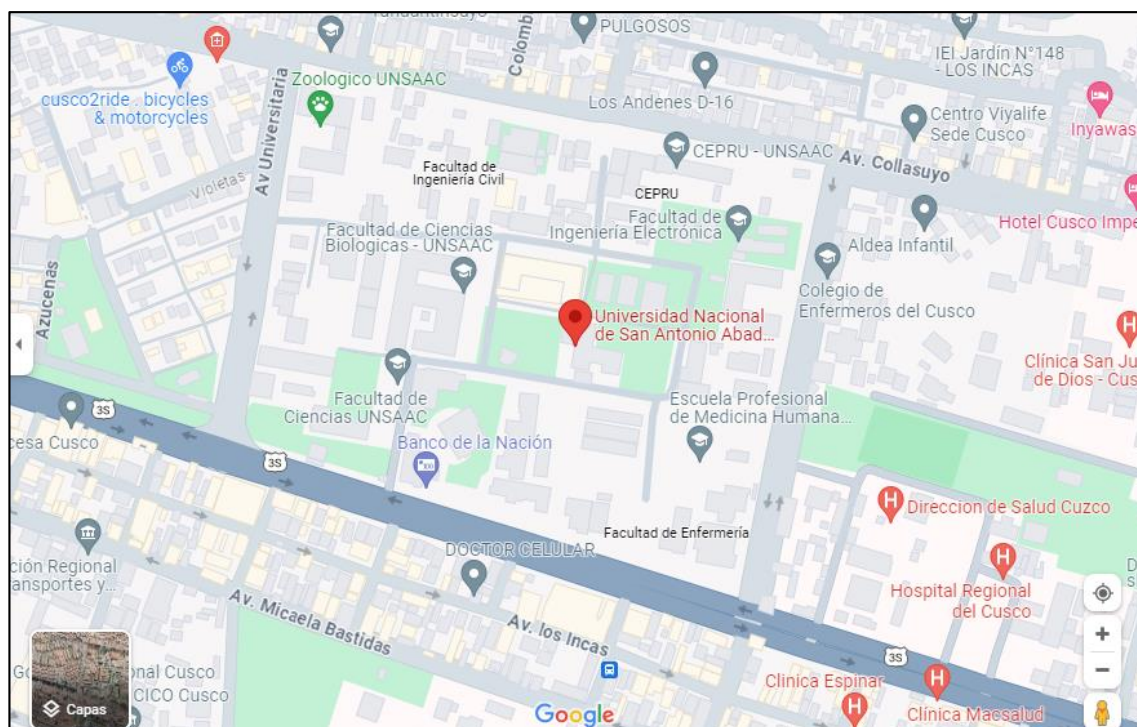 PULGOSOS
Colomb
IEI Jardín N°148
- LOS INCAS
Zoologico UNSAAC
cusco2ride . bicycles
& motorcycles
Los Andenes D-16
Centro Viyalife
Sede Cusco
Inyawas
Av Universitaria
Facultad de
Ingeniería Civil
CEPRU - UNSAAC
Av. Collasuyo
Violetas
CEPRU
Facultad de Ciencias
Biologicas - UNSAAC
Facultad de
Ingeniería Electrónica
Aldea Infantil
Hotel Cusco Impe
Azucenas
Colegio de
Enfermeros del Cusco
Universidad Nacional
de San Antonio Abad...
Clínica San Ju
de Dios - Cus
Facultad de
Ciencias UNSAAC
Escuela Profesional
de Medicina Humana...
3S
cesa Cusco
Banco de la Nación
3S
Direccion de Salud Cuzco
Facultad de Enfermería
DOCTOR CELULAR
ción Regional
ransportes y...
Hospital Regional
del Cusco
Av. Micaela Bastidas
Av. los Incas
3S
onal Cusco
CICO Cusco
Capas
Clinica Espinar
Clínica Macsalud
Google